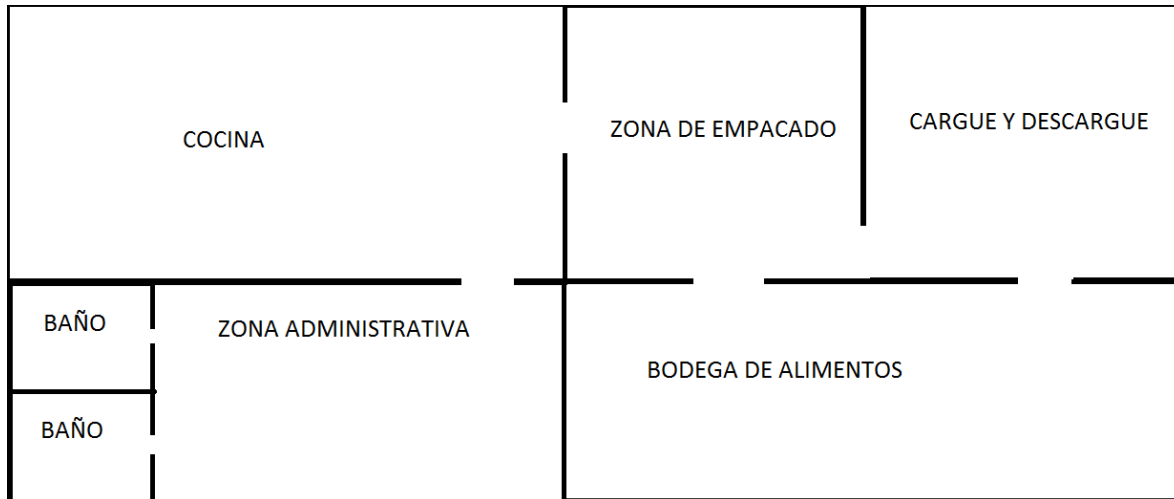 COCINA
ZONA DE EMPACADO
CARGUE Y DESCARGUE
BAÑO
ZONA ADMINISTRATIVA
BODEGA DE ALIMENTOS
BAÑO